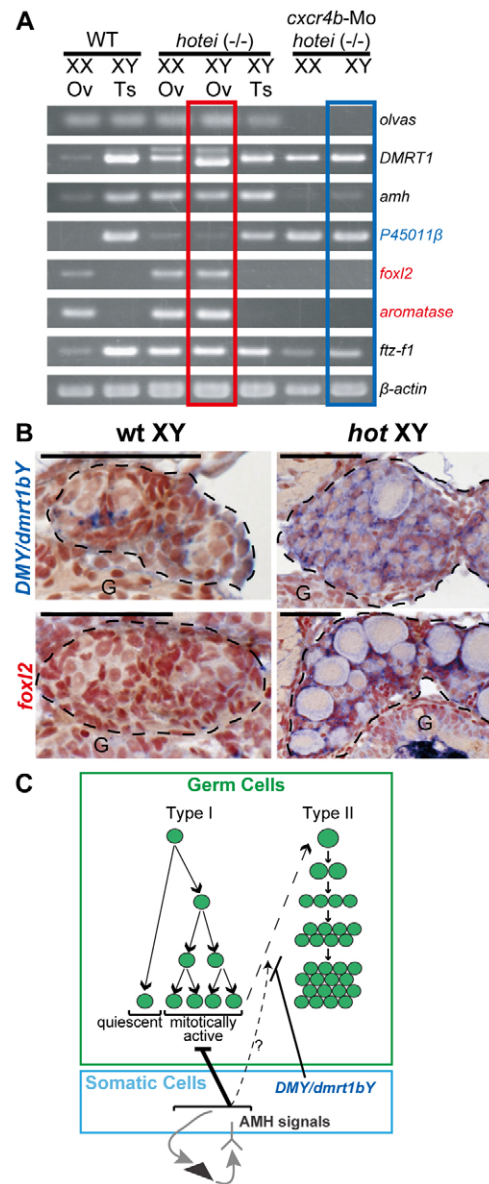 A
WT
hotei (-/-)
cxcr4b-Mo
hotei (-/-)
XX XY XX XY XY XX XY
Ov Ts Ov Ov Ts
olvas
DMRT1
amh
P45011β
foxl2
aromatase
ftz-f1
β-actin
B
wt XY
hot XY
DMY/dmrt1bY
G
foxl2
G
G
C
Germ Cells
Type I
Type II
quiescent
mitotically
active
?
Somatic Cells
DMY/dmrt1bY
AMH signals